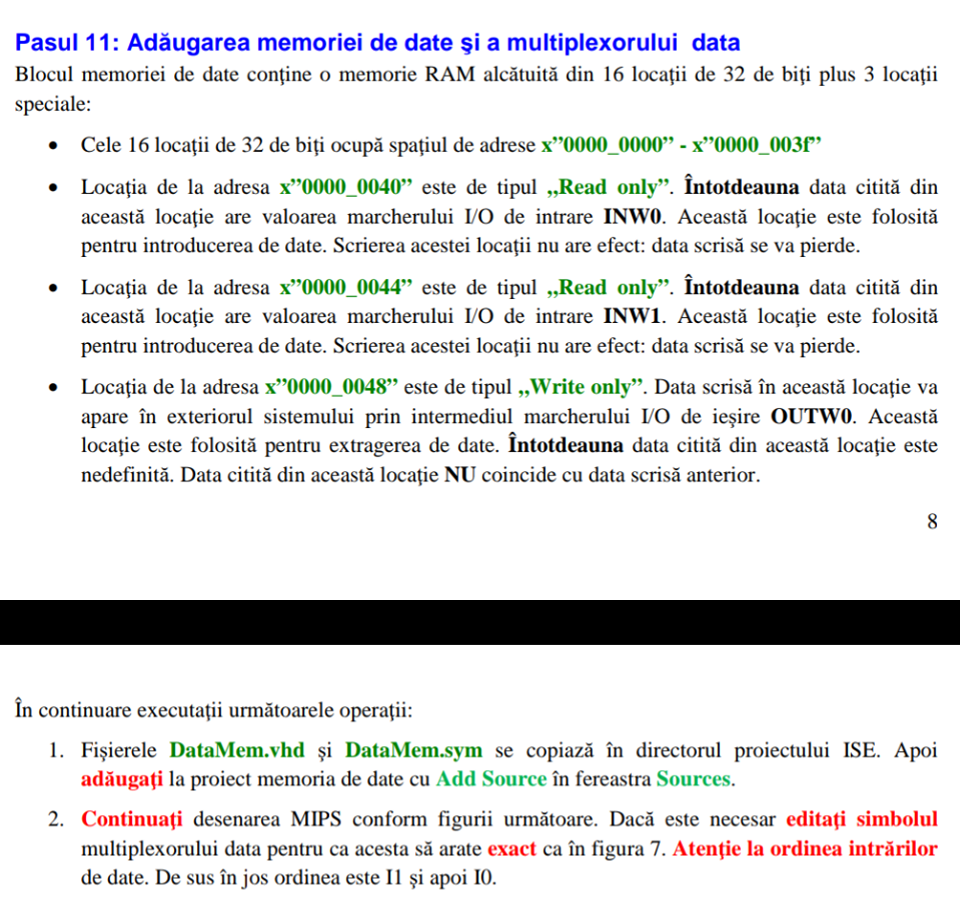 Pasul 11: Adăugarea memoriei de date şi a multiplexorului data
Blocul memoriei de date conţine o memorie RAM alcătuită din 16 locaţii de 32 de biţi plus 3 locaţii
speciale:
• Cele 16 locaţii de 32 de biţi ocupă spaţiul de adrese x”0000_0000” - x”0000_003f”
• Locaţia de la adresa x”0000_0040” este de tipul „Read only”. Întotdeauna data citită din
această locaţie are valoarea marcherului I/O de intrare INW0. Această locaţie este folosită
pentru introducerea de date. Scrierea acestei locaţii nu are efect: data scrisă se va pierde.
• Locaţia de la adresa x”0000_0044” este de tipul „Read only”. Întotdeauna data citită din
această locaţie are valoarea marcherului I/O de intrare INW1. Această locaţie este folosită
pentru introducerea de date. Scrierea acestei locaţii nu are efect: data scrisă se va pierde.
• Locaţia de la adresa x”0000_0048” este de tipul „Write only”. Data scrisă în această locaţie va
apare în exteriorul sistemului prin intermediul marcherului I/O de ieşire OUTW0. Această
locaţie este folosită pentru extragerea de date. Întotdeauna data citită din această locaţie este
nedefinită. Data citită din această locaţie NU coincide cu data scrisă anterior.
8
În continuare executaţii următoarele operaţii:
1. Fişierele DataMem.vhd şi DataMem.sym se copiază în directorul proiectului ISE. Apoi
adăugaţi la proiect memoria de date cu Add Source în fereastra Sources.
2. Continuaţi desenarea MIPS conform figurii următoare. Dacă este necesar editaţi simbolul
multiplexorului data pentru ca acesta să arate exact ca în figura 7. Atenţie la ordinea intrărilor
de date. De sus în jos ordinea este I1 şi apoi I0.